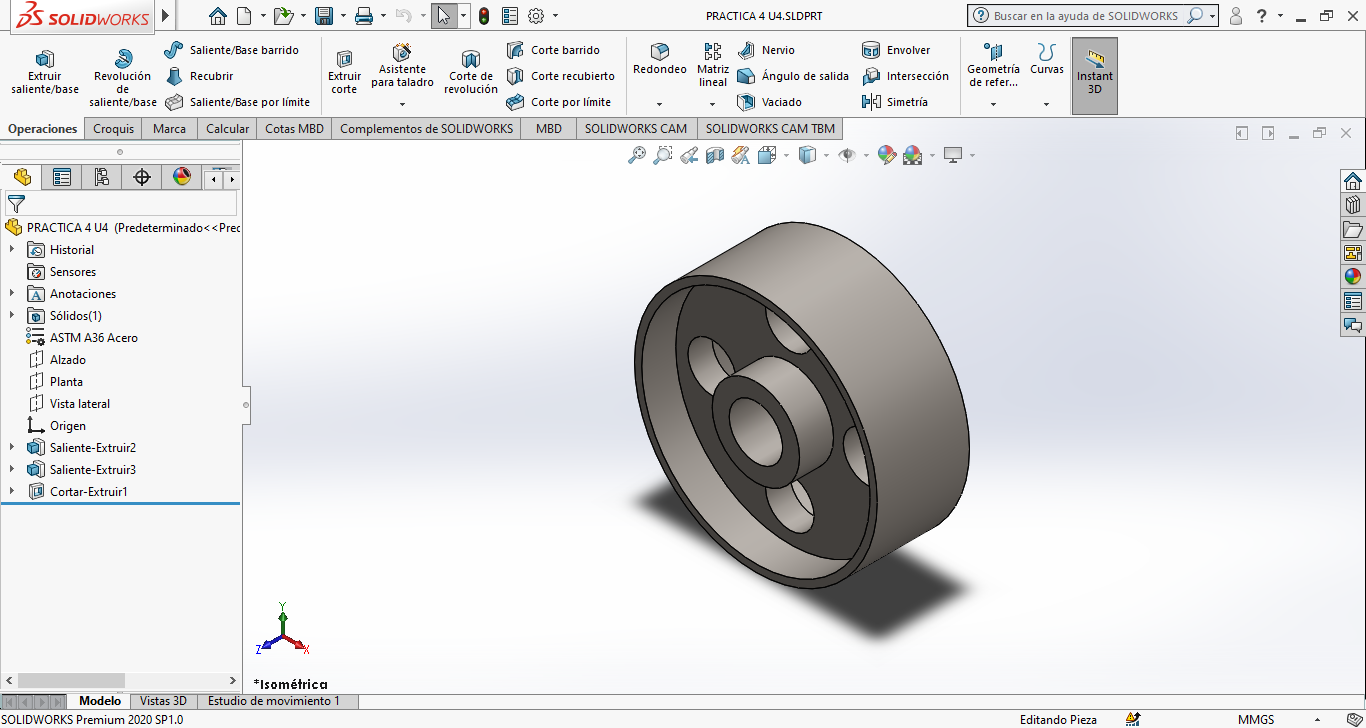 SOLIDWORKS
PRACTICA 4 U4.SLDPRT
Buscar en la ayuda de SOLIDWORKS
Extruir saliente/base
Revolución de saliente/base
Saliente/Base barrido
Recubrir
Saliente/Base por límite
Extruir corte
Asistente para taladro
Corte de revolución
Corte barrido
Corte recubierto
Corte por límite
Redondeo
Matriz lineal
Nervio
Ángulo de salida
Vaciado
Envolver
Intersección
Simetría
Geometría de refer...
Curvas
Instant 3D
Operaciones
Croquis
Marca
Calcular
Cotas MBD
Complementos de SOLIDWORKS
MBD
SOLIDWORKS CAM
SOLIDWORKS CAM TBM
PRACTICA 4 U4 (Predeterminado<<Prec
Historial
Sensores
Anotaciones
Sólidos(1)
ASTM A36 Acero
Alzado
Planta
Vista lateral
Origen
Saliente-Extruir2
Saliente-Extruir3
Cortar-Extruir1
Y
Z
X
*Isométrica
Modelo
Vistas 3D
Estudio de movimiento 1
SOLIDWORKS Premium 2020 SP1.0
Editando Pieza
MMGS